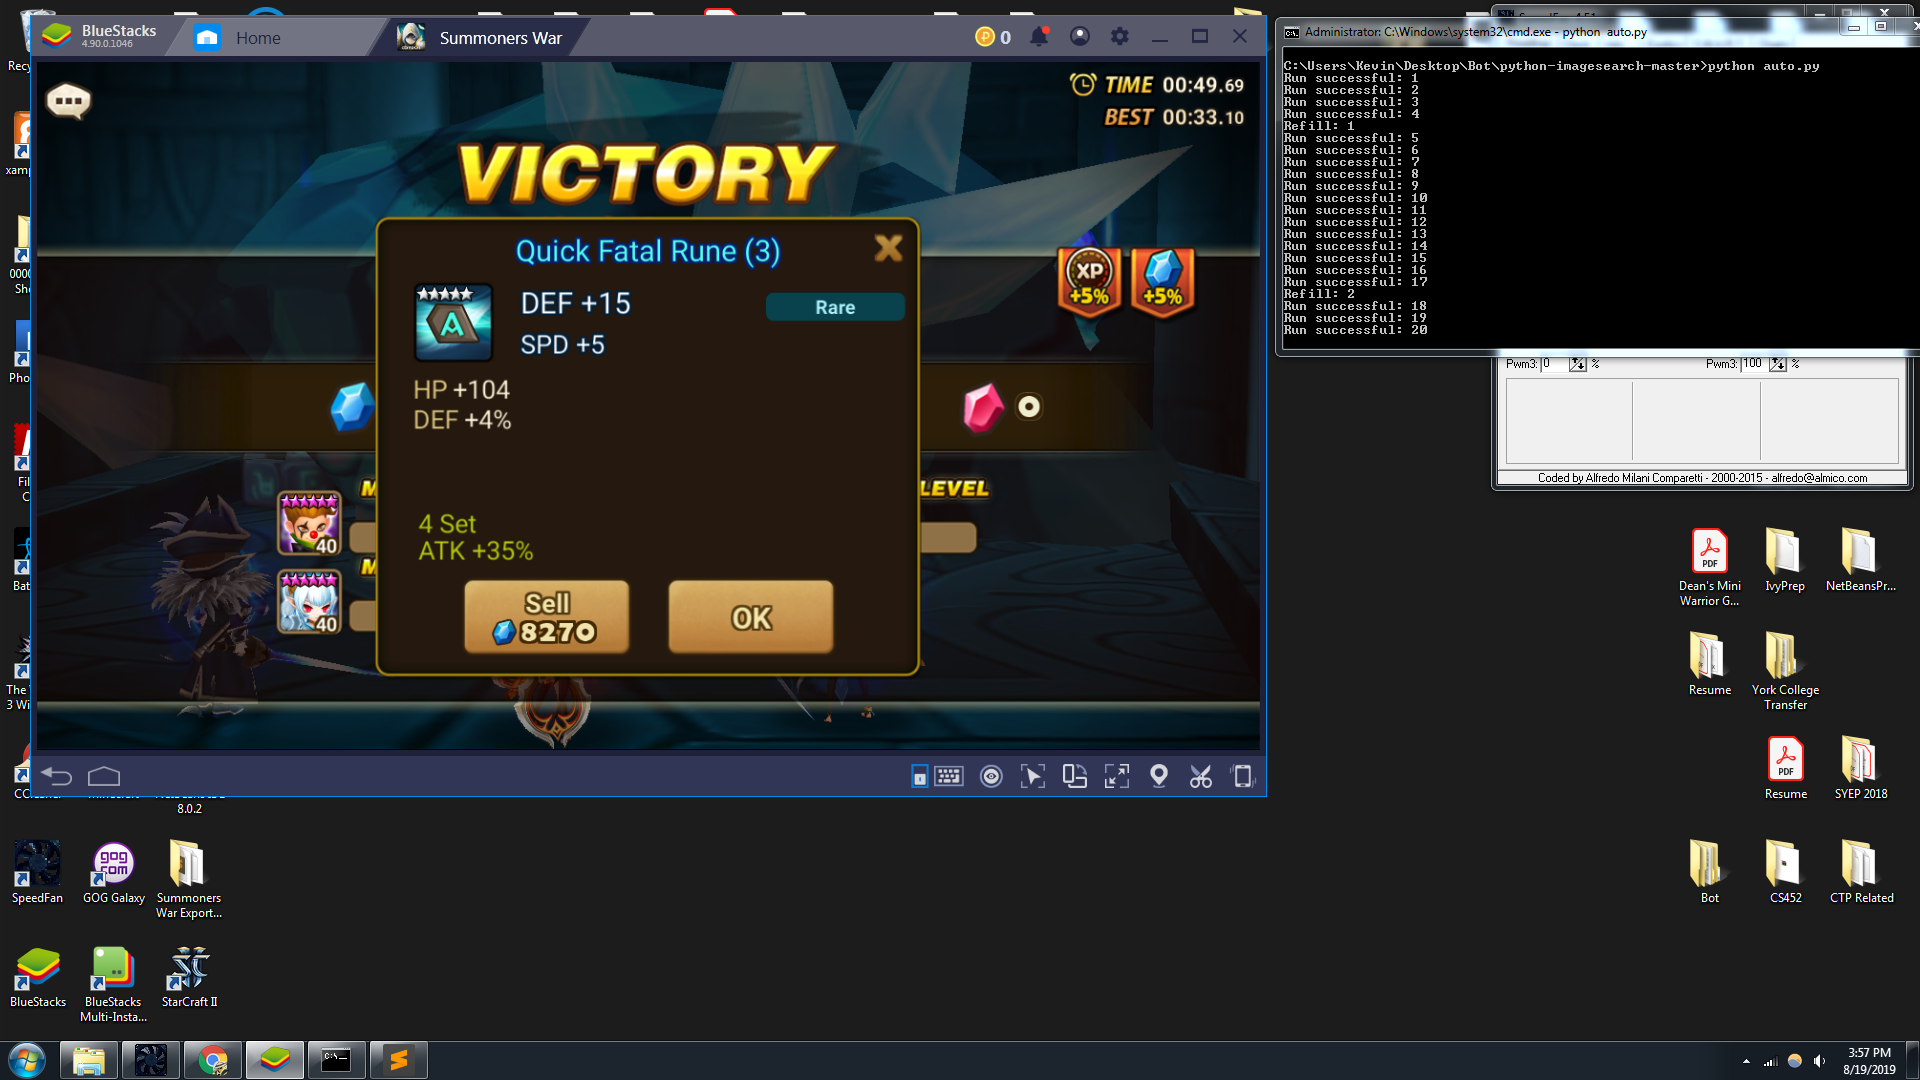 BlueStacks
4.90.0.1046
Home
Summoners War
0
TIME 00:49.69
BEST 00:33.10
VICTORY
Quick Fatal Rune (3)
DEF +15
Rare
SPD +5
HP +104
DEF +4%
4 Set
ATK +35%
Sell
8270
OK
XP
+5%
+5%
LEVEL
40
40
Administrator: C:\Windows\system32\cmd.exe - python  auto.py
C:\Users\Kevin\Desktop\Bot\python-imagesearch-master>python auto.py
Run successful: 1
Run successful: 2
Run successful: 3
Run successful: 4
Refill: 1
Run successful: 5
Run successful: 6
Run successful: 7
Run successful: 8
Run successful: 9
Run successful: 10
Run successful: 11
Run successful: 12
Run successful: 13
Run successful: 14
Run successful: 15
Run successful: 16
Run successful: 17
Refill: 2
Run successful: 18
Run successful: 19
Run successful: 20
Pwm3: 0 %
Pwm3: 100 %
Coded by Alfredo Milani Comparetti - 2000-2015 - alfredo@almico.com
PDF
Dean's Mini
Warrior G...
IvyPrep
NetBeansPr...
Resume
York College
Transfer
PDF
Resume
SYEP 2018
Bot
CS452
CTP Related
8.0.2
SpeedFan
gog
com
GOG Galaxy
Summoners
War Export...
BlueStacks
BlueStacks
Multi-Insta...
StarCraft II
3:57 PM
8/19/2019